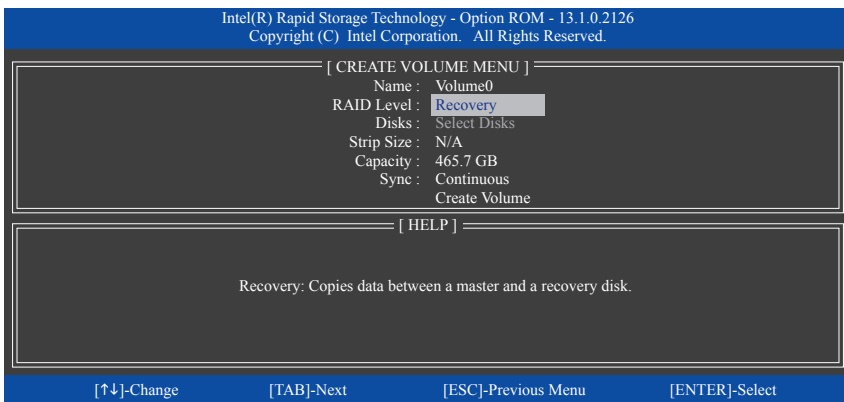 Intel(R) Rapid Storage Technology - Option ROM - 13.1.0.2126
Copyright (C) Intel Corporation. All Rights Reserved.
[ CREATE VOLUME MENU ]
Name : Volume0
RAID Level : Recovery
Disks : Select Disks
Strip Size : N/A
Capacity : 465.7 GB
Sync : Continuous
Create Volume
[ HELP ]
Recovery: Copies data between a master and a recovery disk.
[↑↓]-Change [TAB]-Next [ESC]-Previous Menu [ENTER]-Select